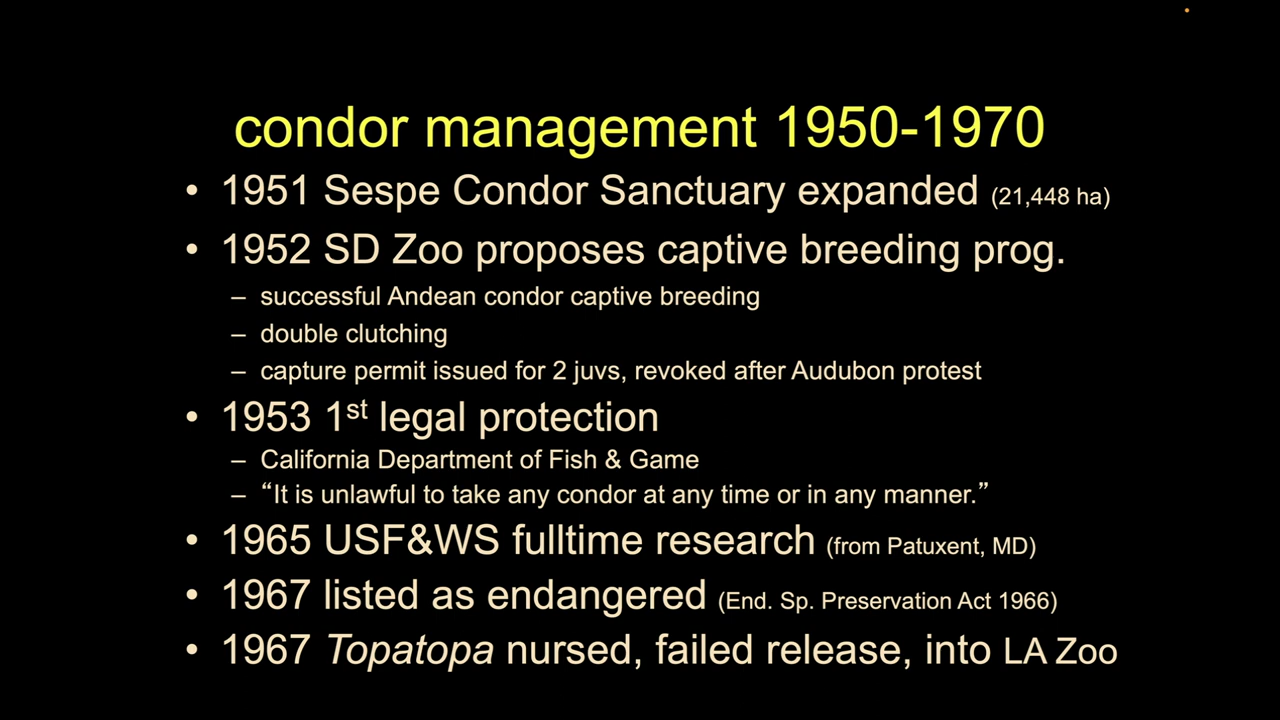 condor management 1950-1970
• 1951 Sespe Condor Sanctuary expanded (21,448 ha)
• 1952 SD Zoo proposes captive breeding prog.
– successful Andean condor captive breeding
– double clutching
– capture permit issued for 2 juvs, revoked after Audubon protest
• 1953 1st legal protection
– California Department of Fish & Game
– “It is unlawful to take any condor at any time or in any manner.”
• 1965 USF&WS fulltime research (from Patuxent, MD)
• 1967 listed as endangered (End. Sp. Preservation Act 1966)
• 1967 Topatopa nursed, failed release, into LA Zoo